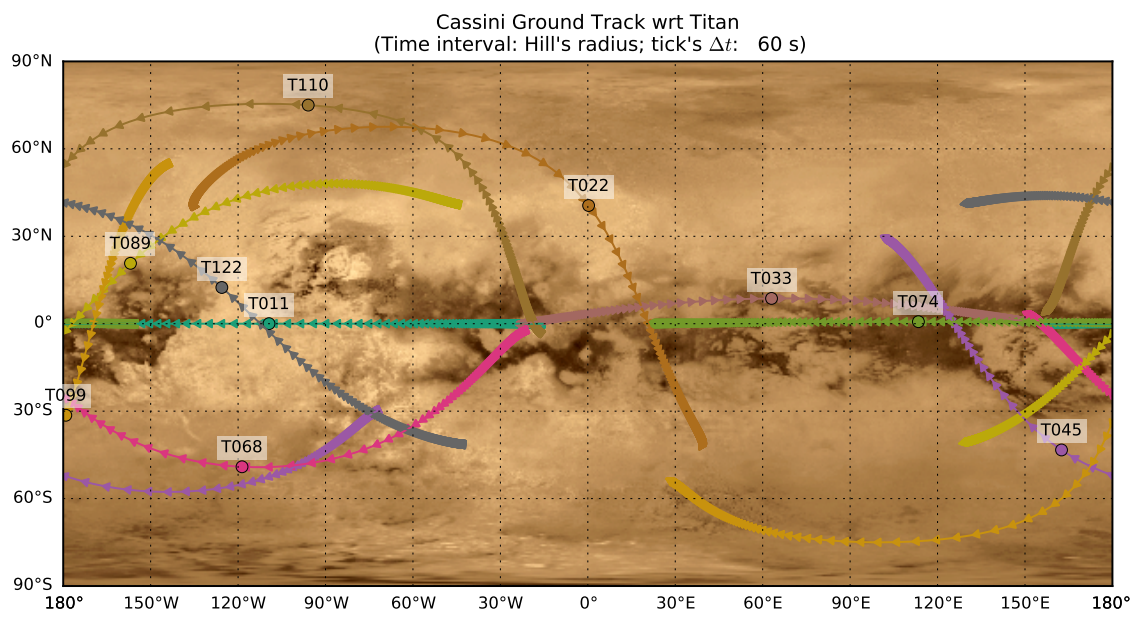 Cassini Ground Track wrt Titan
(Time interval: Hill's radius; tick's Δt: 60 s)
90°N
60°N
30°N
0°
30°S
60°S
90°S
T110
T022
T089
T122
T011
T033
T074
T099
T068
T045
180° 150°W 120°W 90°W 60°W 30°W 0° 30°E 60°E 90°E 120°E 150°E 180°